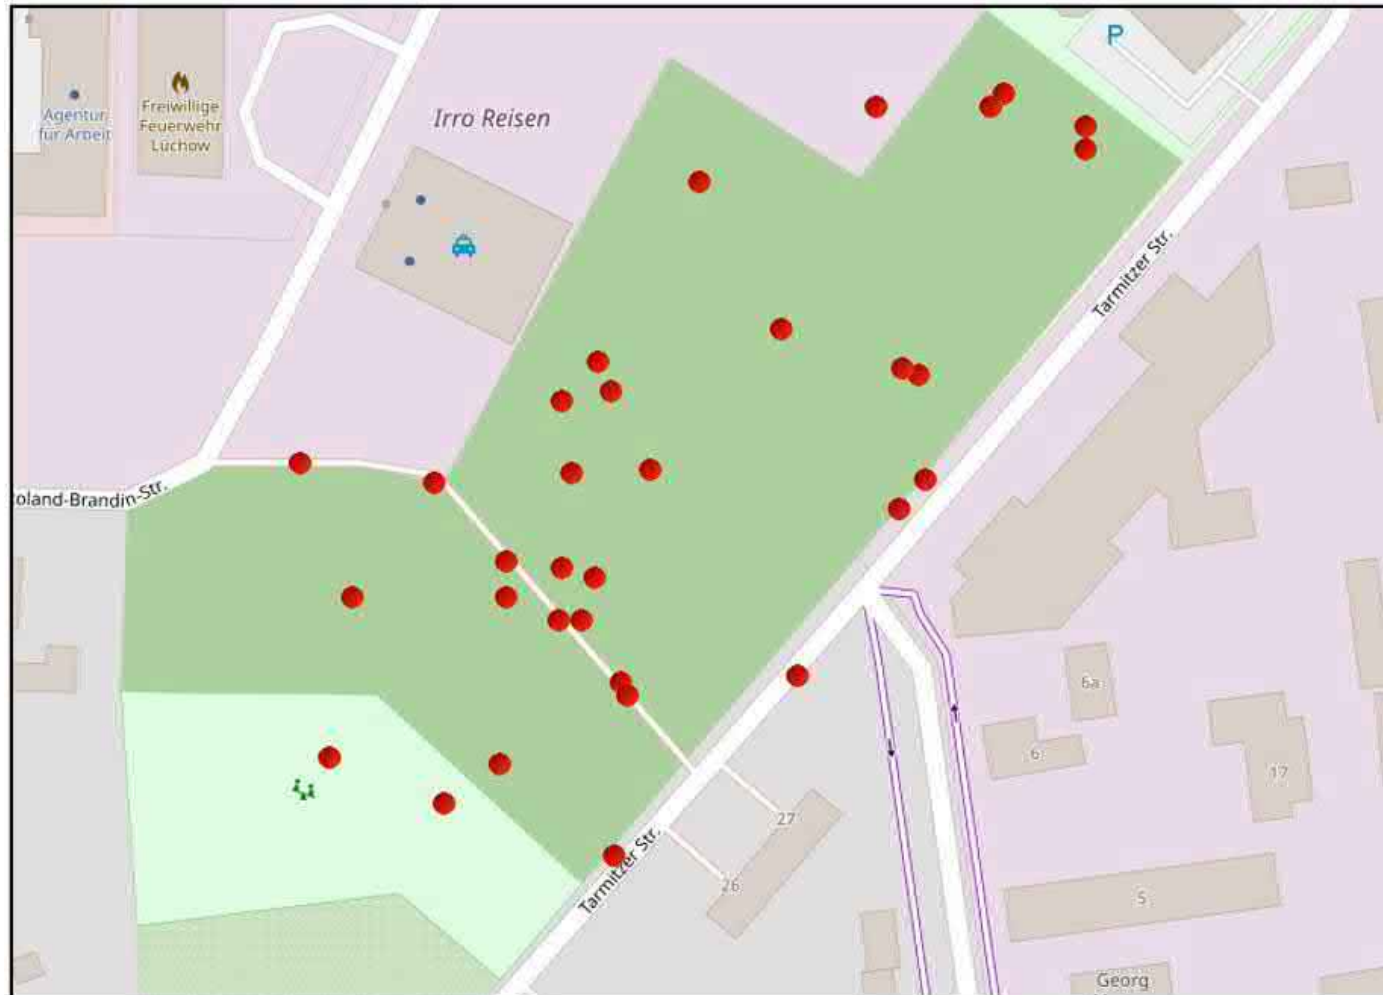 P
Irro Reisen
Agentur
für Arbeit
Freiwillige
Feuerwehr
Lüchow
Tarmitzer Str.
oland-Brandin-Str.
6a
6
17
27
26
Tarmitzer Str.
5
Georg